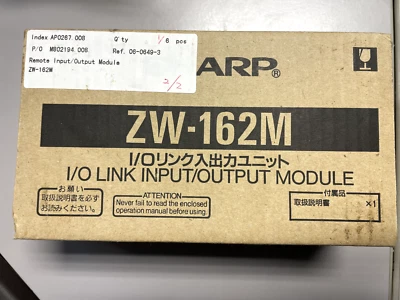 Index AP0267.008 Q'ty 1/6 pcs
P/O M802194.008 Ref. 06-0649-3
Remote Input/Output Module
ZW-162M
2/2
ARP®
ZW-162M
I/Oリンク入出力ユニット
I/O LINK INPUT/OUTPUT MODULE
お願い
取扱説明書を必ず
お読みください。
ATTENTION
Never fail to read the enclosed
operation manual before using.
付属品
取扱説明書 ×1